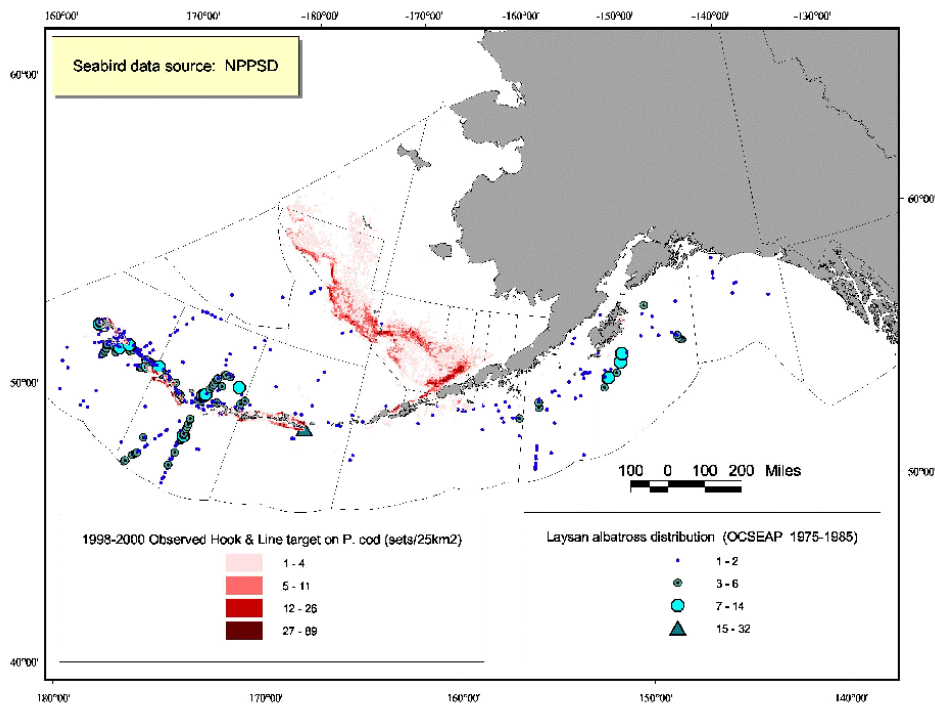 160°00' 170°00' -180°00' -170°00' -160°00' -150°00' -140°00' -130°00'
Seabird data source: NPPSD
60°00'
60°00'
50°00'
50°00'
100 0 100 200 Miles
1998-2000 Observed Hook & Line target on P. cod (sets/25km2)
1 - 4
5 - 11
12 - 26
27 - 89
Laysan albatross distribution (OCSEAP 1975-1985)
1 - 2
3 - 6
7 - 14
15 - 32
40°00'
180°00' 170°00' 160°00' 150°00' 140°00'